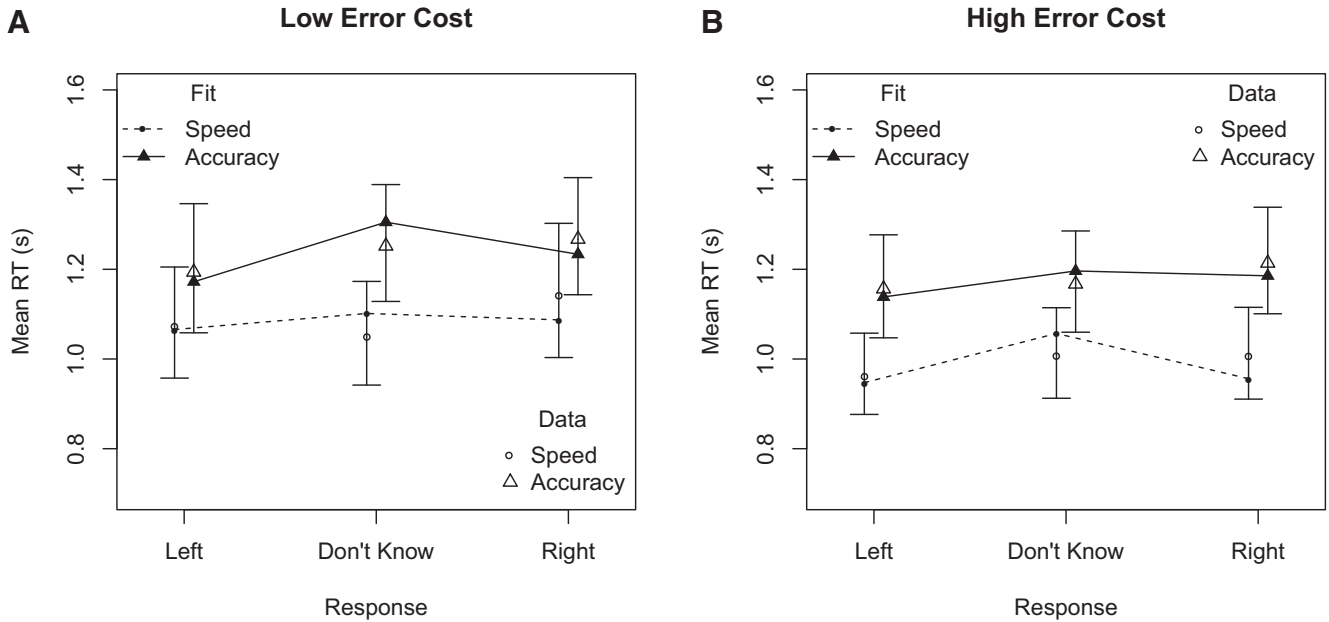 A
Low Error Cost
Mean RT (s)
1.6
1.4
1.2
1.0
0.8
Fit
Speed
Accuracy
Data
Speed
Accuracy
Left
Don't Know
Right
Response
B
High Error Cost
Mean RT (s)
1.6
1.4
1.2
1.0
0.8
Fit
Speed
Accuracy
Data
Speed
Accuracy
Left
Don't Know
Right
Response